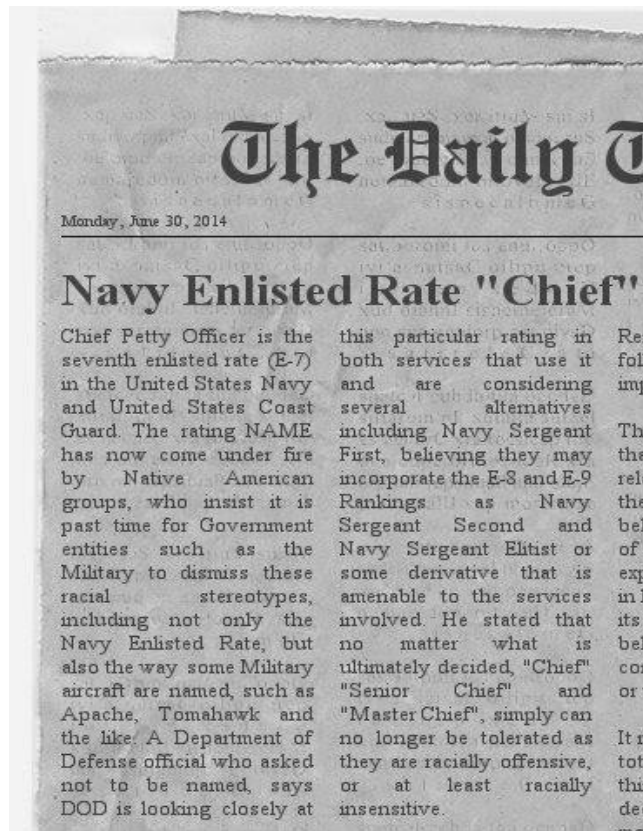 The Daily
Monday, June 30, 2014
Navy Enlisted Rate "Chief"
Chief Petty Officer is the
seventh enlisted rate (E-7)
in the United States Navy
and United States Coast
Guard. The rating NAME
has now come under fire
by Native American
groups, who insist it is
past time for Government
entities such as the
Military to dismiss these
racial stereotypes,
including not only the
Navy Enlisted Rate, but
also the way some Military
aircraft are named, such as
Apache, Tomahawk and
the like. A Department of
Defense official who asked
not to be named, says
DOD is looking closely at
this particular rating in
both services that use it
and are considering
several alternatives
including Navy Sergeant
First, believing they may
incorporate the E-8 and E-9
Rankings as Navy
Sergeant Second and
Navy Sergeant Elitist or
some derivative that is
amenable to the services
involved. He stated that
no matter what is
ultimately decided, "Chief"
"Senior Chief" and
"Master Chief", simply can
no longer be tolerated as
they are racially offensive,
or at least racially
insensitive.